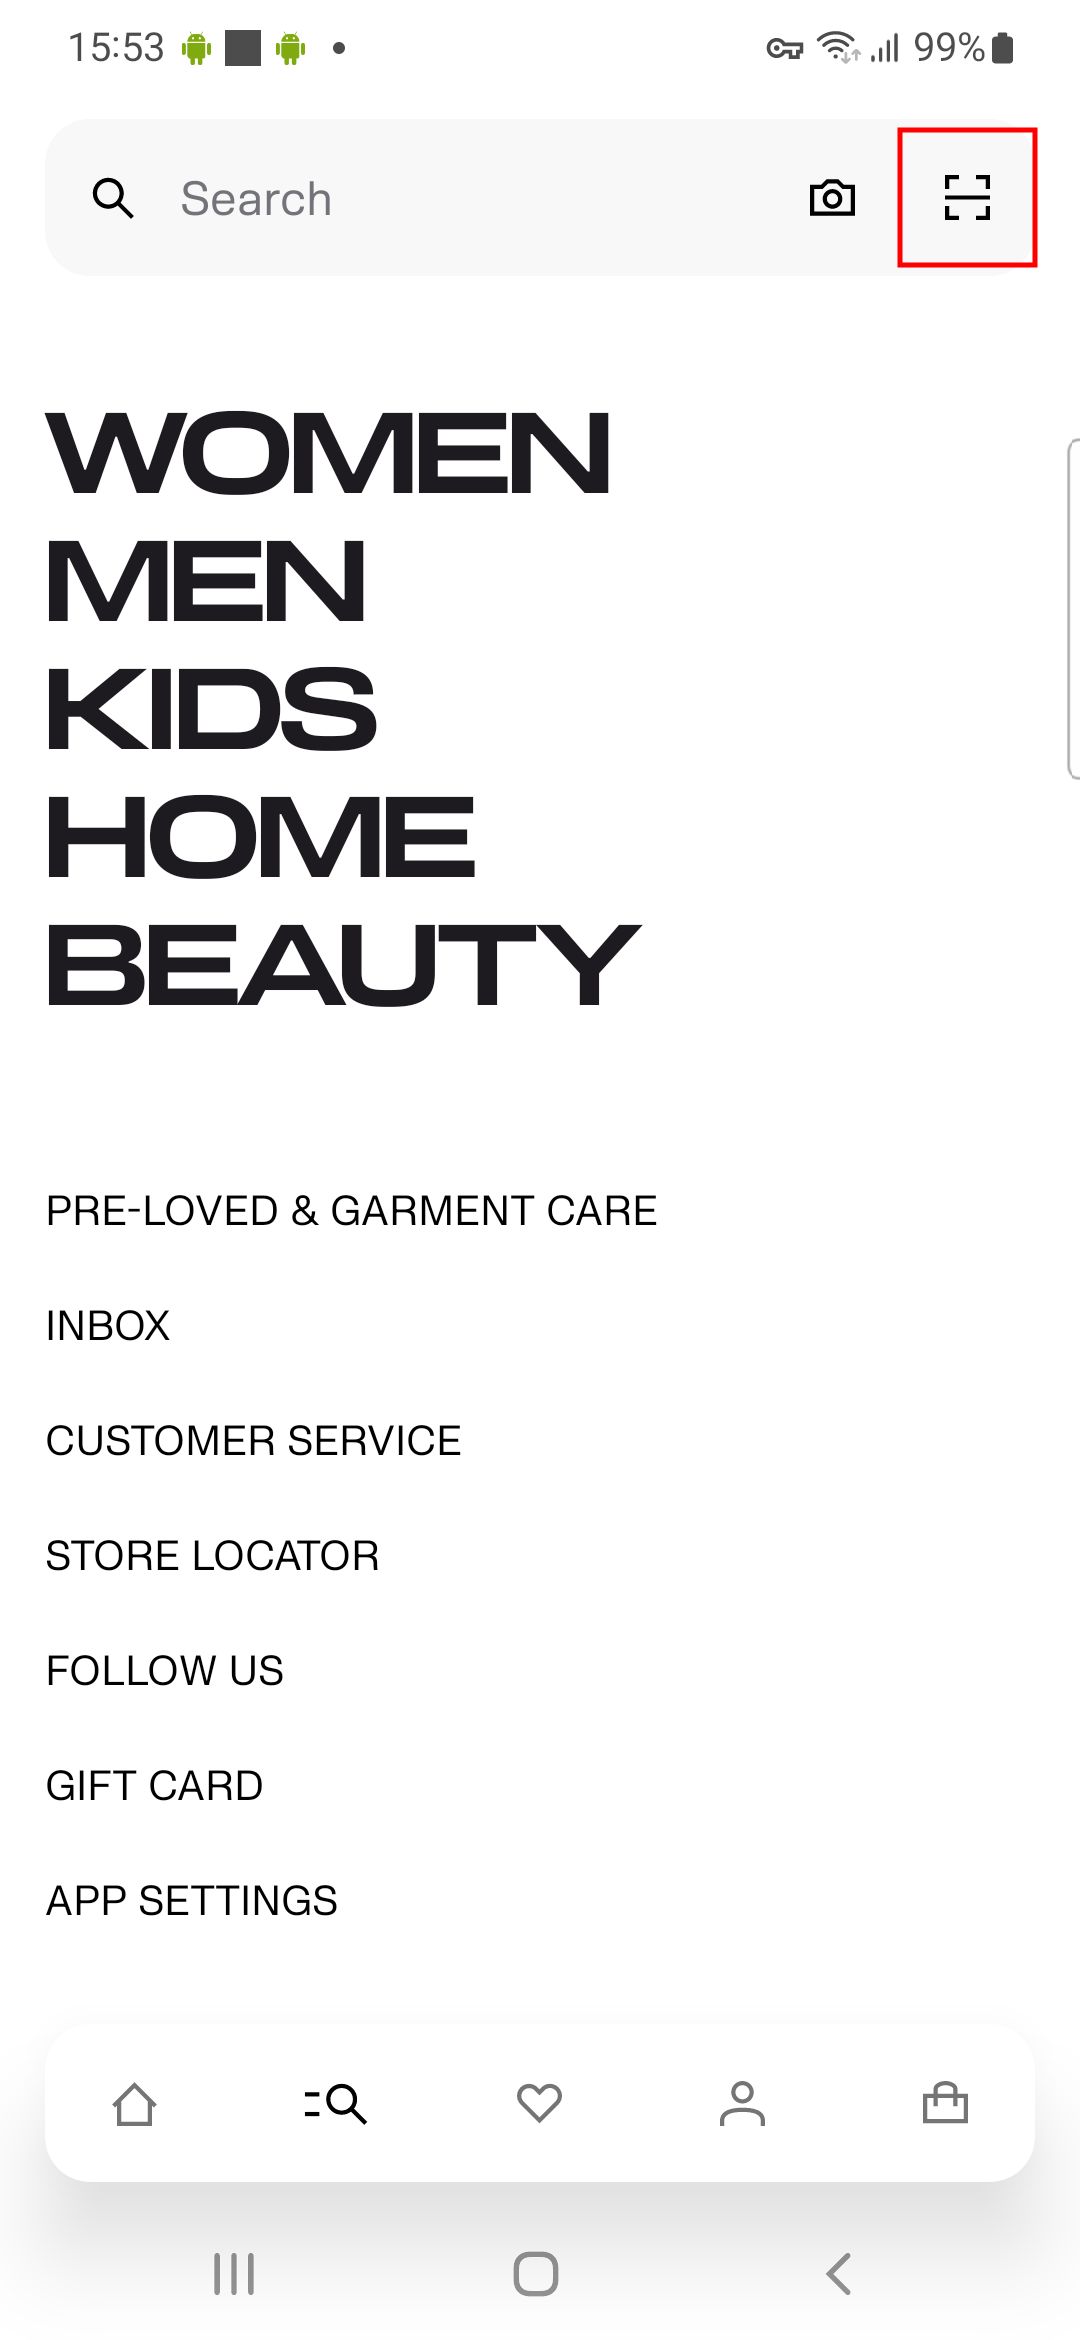 15:53
99%
Search
WOMEN
MEN
KIDS
HOME
BEAUTY
PRE-LOVED & GARMENT CARE
INBOX
CUSTOMER SERVICE
STORE LOCATOR
FOLLOW US
GIFT CARD
APP SETTINGS